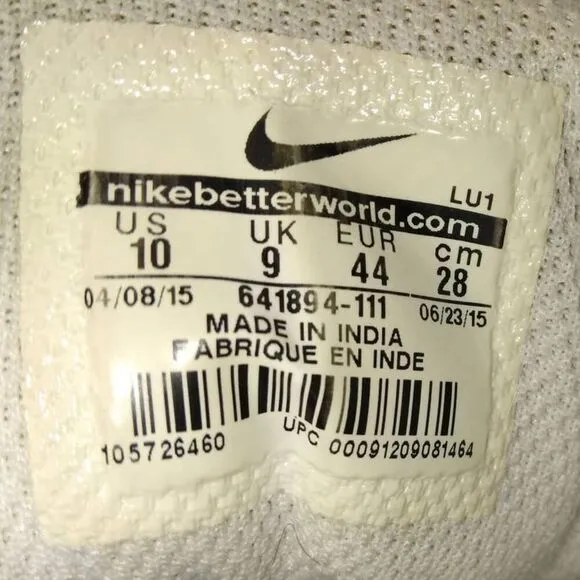 LU1
nikebetterworld.com
US UK EUR cm
10 9 44 28
04/08/15 641894-111 06/23/15
MADE IN INDIA
FABRIQUE EN INDE
105726460 UPC 00091209081464